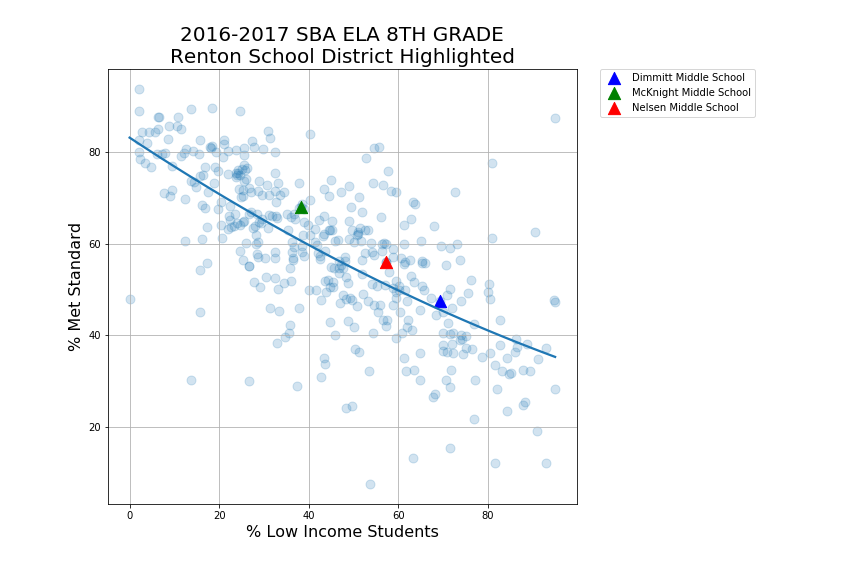 2016-2017 SBA ELA 8TH GRADE
Renton School District Highlighted
Dimmitt Middle School
McKnight Middle School
Nelsen Middle School
% Met Standard
80
60
40
20
0 20 40 60 80
% Low Income Students